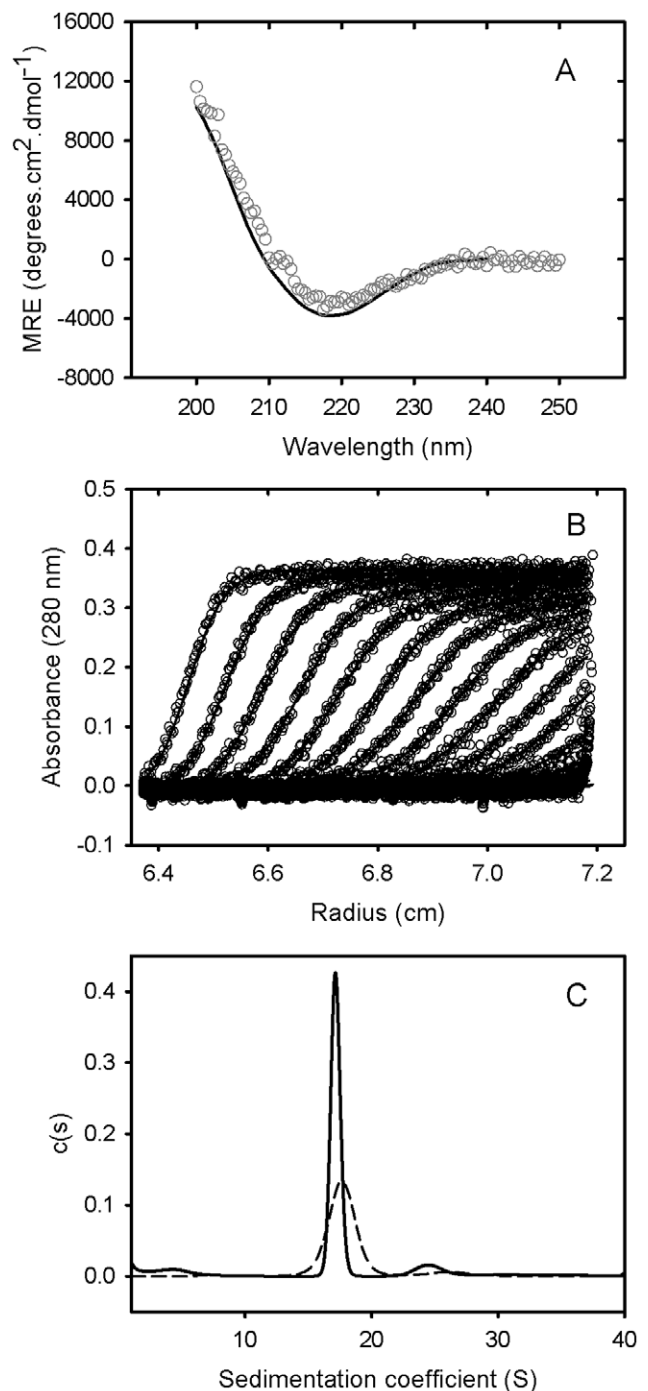 A
MRE (degrees.cm².dmol⁻¹)
16000
12000
8000
4000
0
-4000
-8000
200 210 220 230 240 250
Wavelength (nm)
B
Absorbance (280 nm)
0.5
0.4
0.3
0.2
0.1
0.0
-0.1
6.4 6.6 6.8 7.0 7.2
Radius (cm)
C
c(s)
0.4
0.3
0.2
0.1
0.0
10 20 30 40
Sedimentation coefficient (S)